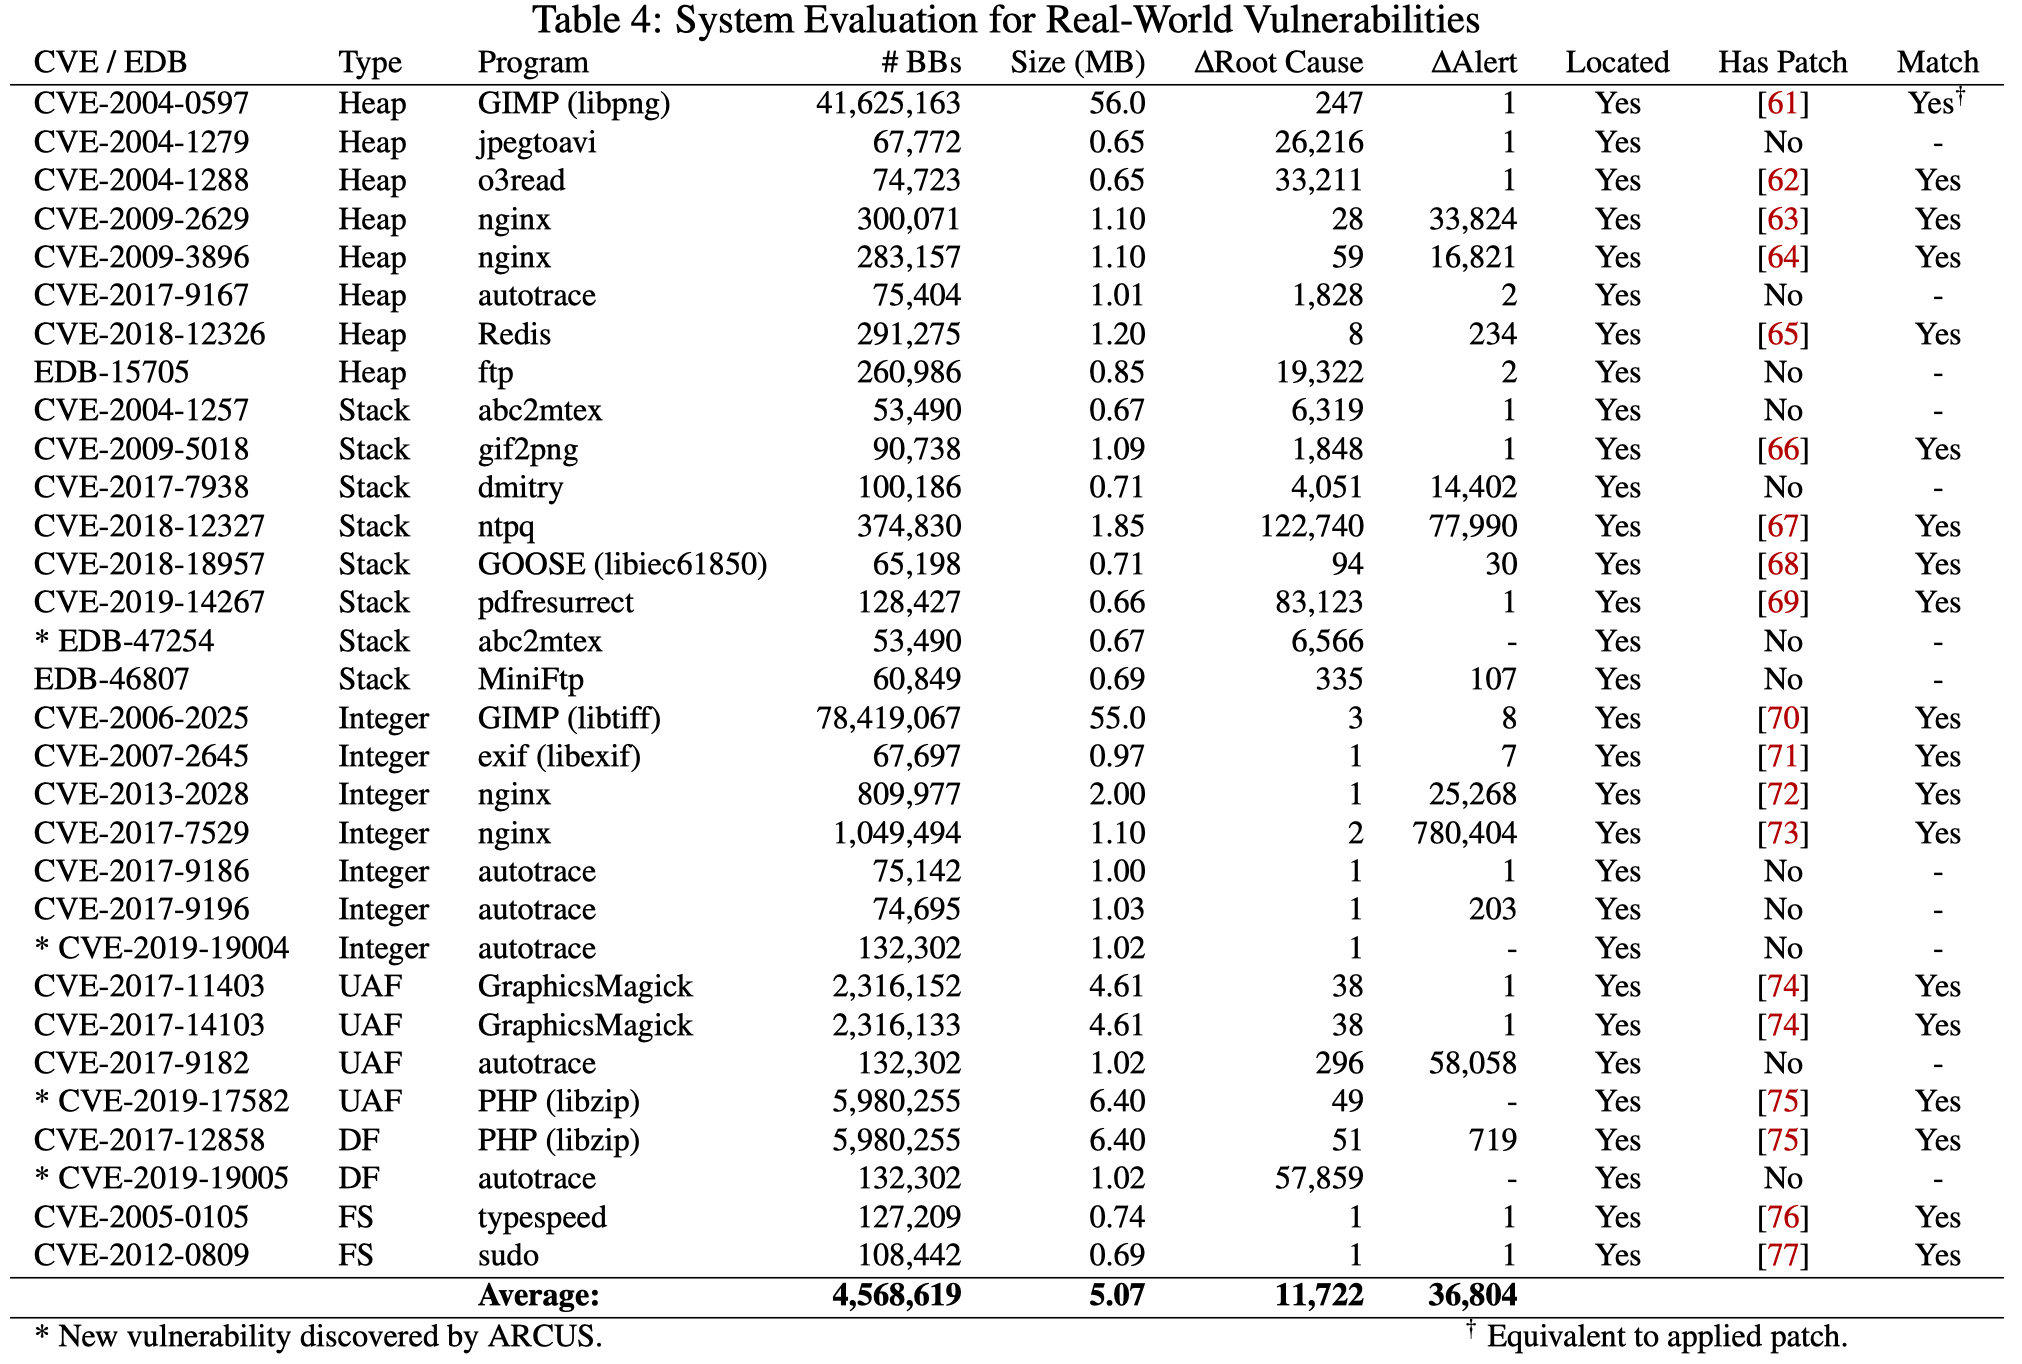 Table 4: System Evaluation for Real-World Vulnerabilities
CVE / EDB Type Program # BBs Size (MB) ΔRoot Cause ΔAlert Located Has Patch Match
CVE-2004-0597 Heap GIMP (libpng) 41,625,163 56.0 247 1 Yes [61] Yes†
CVE-2004-1279 Heap jpegtoavi 67,772 0.65 26,216 1 Yes No -
CVE-2004-1288 Heap o3read 74,723 0.65 33,211 1 Yes [62] Yes
CVE-2009-2629 Heap nginx 300,071 1.10 28 33,824 Yes [63] Yes
CVE-2009-3896 Heap nginx 283,157 1.10 59 16,821 Yes [64] Yes
CVE-2017-9167 Heap autotrace 75,404 1.01 1,828 2 Yes No -
CVE-2018-12326 Heap Redis 291,275 1.20 8 234 Yes [65] Yes
EDB-15705 Heap ftp 260,986 0.85 19,322 2 Yes No -
CVE-2004-1257 Stack abc2mtex 53,490 0.67 6,319 1 Yes No -
CVE-2009-5018 Stack gif2png 90,738 1.09 1,848 1 Yes [66] Yes
CVE-2017-7938 Stack dmitry 100,186 0.71 4,051 14,402 Yes No -
CVE-2018-12327 Stack ntpq 374,830 1.85 122,740 77,990 Yes [67] Yes
CVE-2018-18957 Stack GOOSE (libiec61850) 65,198 0.71 94 30 Yes [68] Yes
CVE-2019-14267 Stack pdfresurrect 128,427 0.66 83,123 1 Yes [69] Yes
* EDB-47254 Stack abc2mtex 53,490 0.67 6,566 - Yes No -
EDB-46807 Stack MiniFtp 60,849 0.69 335 107 Yes No -
CVE-2006-2025 Integer GIMP (libtiff) 78,419,067 55.0 3 8 Yes [70] Yes
CVE-2007-2645 Integer exif (libexif) 67,697 0.97 1 7 Yes [71] Yes
CVE-2013-2028 Integer nginx 809,977 2.00 1 25,268 Yes [72] Yes
CVE-2017-7529 Integer nginx 1,049,494 1.10 2 780,404 Yes [73] Yes
CVE-2017-9186 Integer autotrace 75,142 1.00 1 1 Yes No -
CVE-2017-9196 Integer autotrace 74,695 1.03 1 203 Yes No -
* CVE-2019-19004 Integer autotrace 132,302 1.02 1 - Yes No -
CVE-2017-11403 UAF GraphicsMagick 2,316,152 4.61 38 1 Yes [74] Yes
CVE-2017-14103 UAF GraphicsMagick 2,316,133 4.61 38 1 Yes [74] Yes
CVE-2017-9182 UAF autotrace 132,302 1.02 296 58,058 Yes No -
* CVE-2019-17582 UAF PHP (libzip) 5,980,255 6.40 49 - Yes [75] Yes
CVE-2017-12858 DF PHP (libzip) 5,980,255 6.40 51 719 Yes [75] Yes
* CVE-2019-19005 DF autotrace 132,302 1.02 57,859 - Yes No -
CVE-2005-0105 FS typespeed 127,209 0.74 1 1 Yes [76] Yes
CVE-2012-0809 FS sudo 108,442 0.69 1 1 Yes [77] Yes
Average: 4,568,619 5.07 11,722 36,804
* New vulnerability discovered by ARCUS. † Equivalent to applied patch.